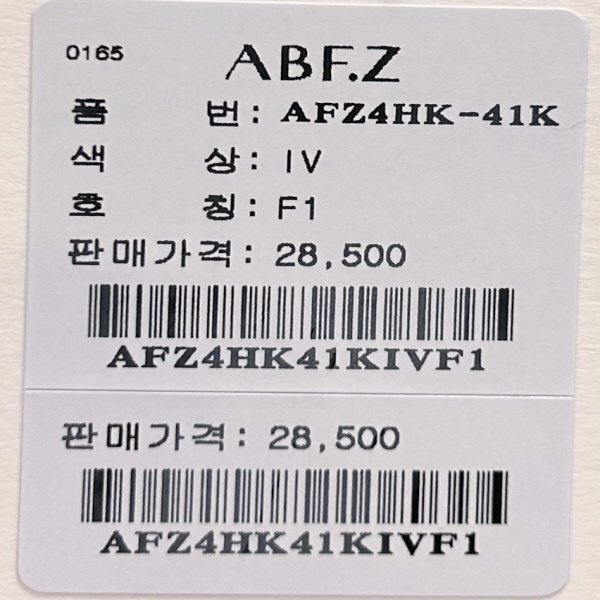 0165
ABF.Z
품 번: AFZ4HK-41K
색 상: IV
호 칭: F1
판매가격: 28,500
AFZ4HK41KIVF1
판매가격: 28,500
AFZ4HK41KIVF1